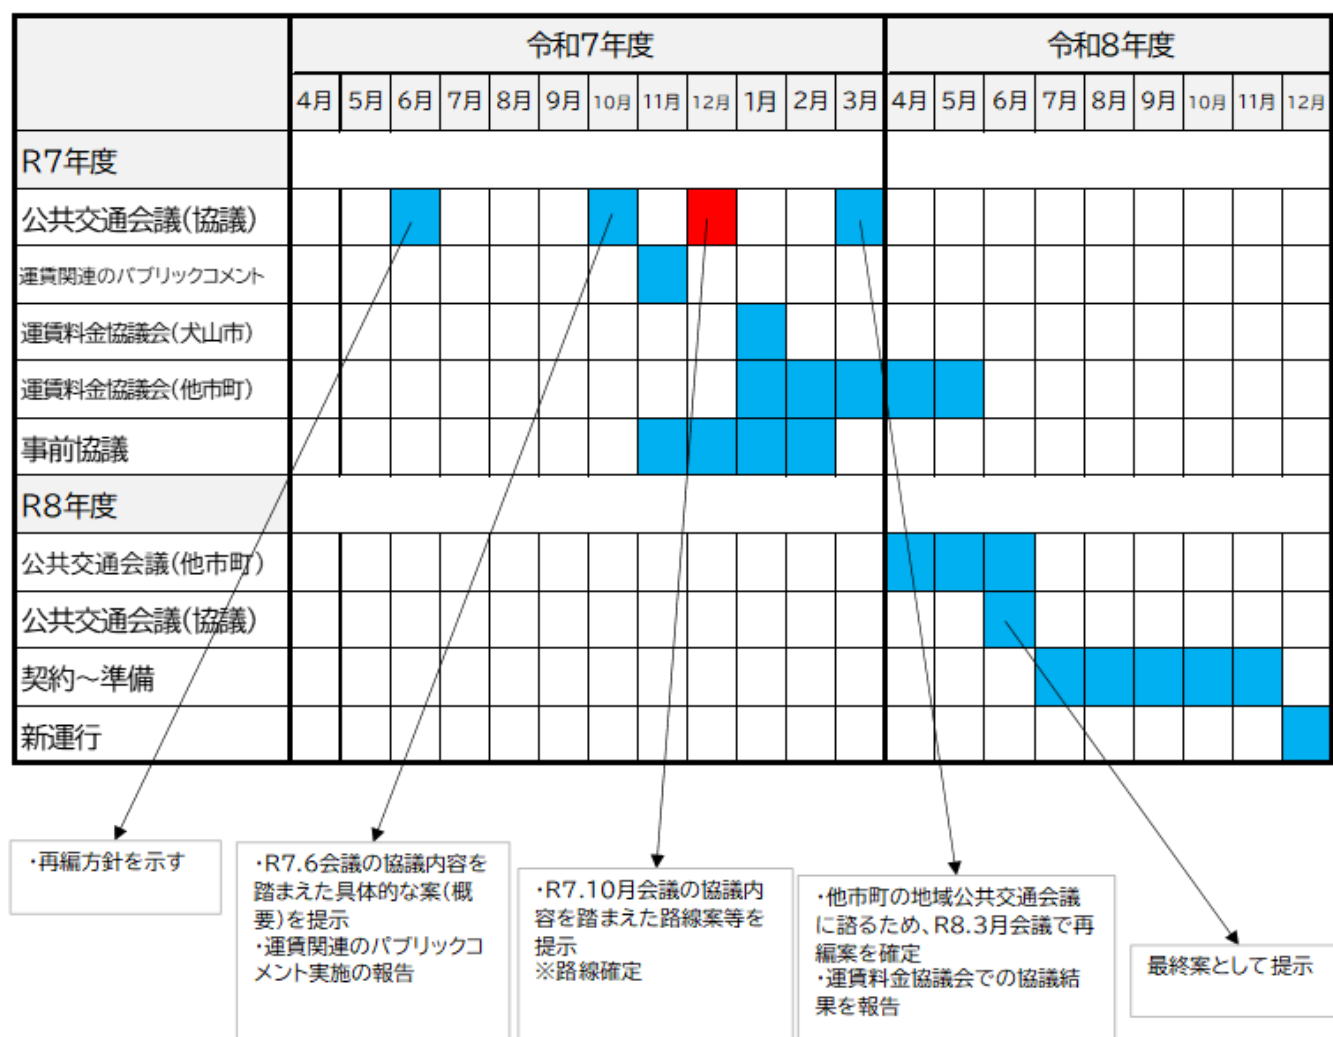 令和7年度 令和8年度
4月 5月 6月 7月 8月 9月 10月 11月 12月 1月 2月 3月 4月 5月 6月 7月 8月 9月 10月 11月 12月
R7年度
公共交通会議(協議)
運賃関連のパブリックコメント
運賃料金協議会(犬山市)
運賃料金協議会(他市町)
事前協議
R8年度
公共交通会議(他市町)
公共交通会議(協議)
契約～準備
新運行
・再編方針を示す
・R7.6会議の協議内容を
踏まえた具体的な案(概
要)を提示
・運賃関連のパブリックコ
メント実施の報告
・R7.10月会議の協議内
容を踏まえた路線案等を
提示
※路線確定
・他市町の地域公共交通会議
に諮るため、R8.3月会議で再
編案を確定
・運賃料金協議会での協議結
果を報告
最終案として提示